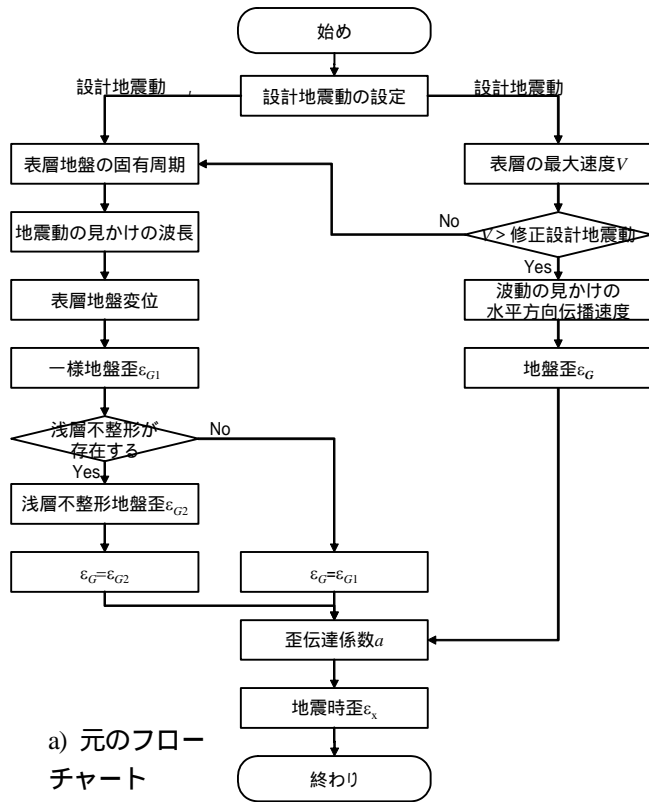 始め
設計地震動 ,
設計地震動の設定
設計地震動
表層地盤の固有周期
表層の最大速度V
地震動の見かけの波長
No
V > 修正設計地震動
Yes
表層地盤変位
波動の見かけの
水平方向伝播速度
一様地盤歪εG1
地盤歪εG
浅層不整形が
存在する
No
Yes
浅層不整形地盤歪εG2
εG=εG2
εG=εG1
歪伝達係数a
地震時歪εx
a) 元のフロー
チャート
終わり